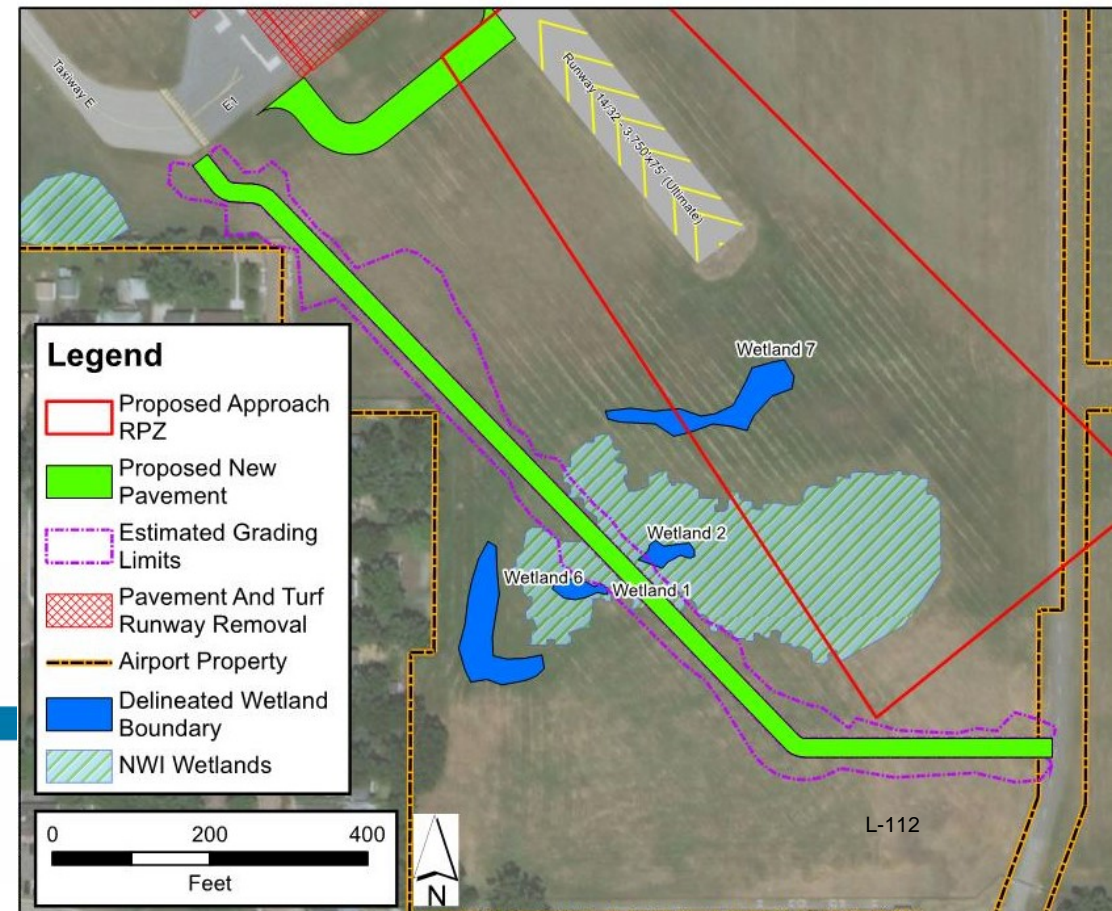 Taxiway E
E1
Runway 14/32 - 3,750'x75' (Ultimate)
Wetland 7
Wetland 2
Wetland 6
Wetland 1
Legend
Proposed Approach
RPZ
Proposed New
Pavement
Estimated Grading
Limits
Pavement And Turf
Runway Removal
Airport Property
Delineated Wetland
Boundary
NWI Wetlands
0 200 400
Feet
N
L-112